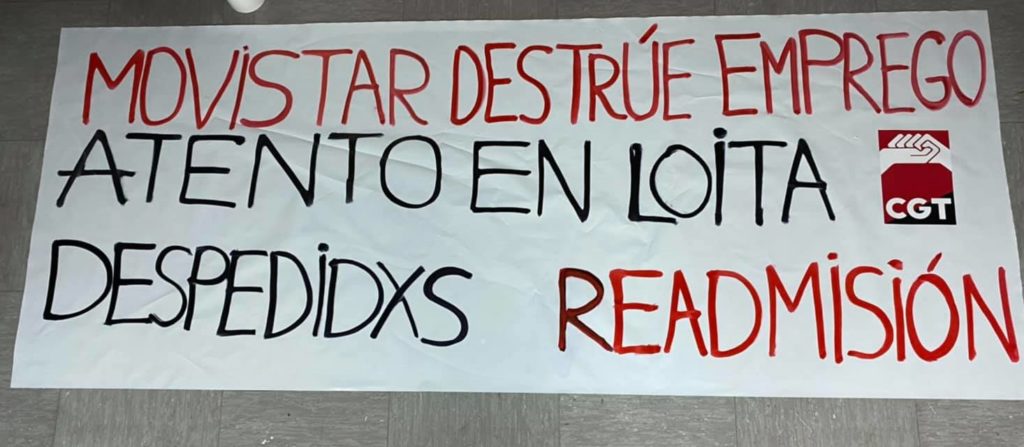 MOVISTAR DESTRÚE EMPREGO
ATENTO EN LOITA
CGT
DESPEDIDXS READMISIÓN